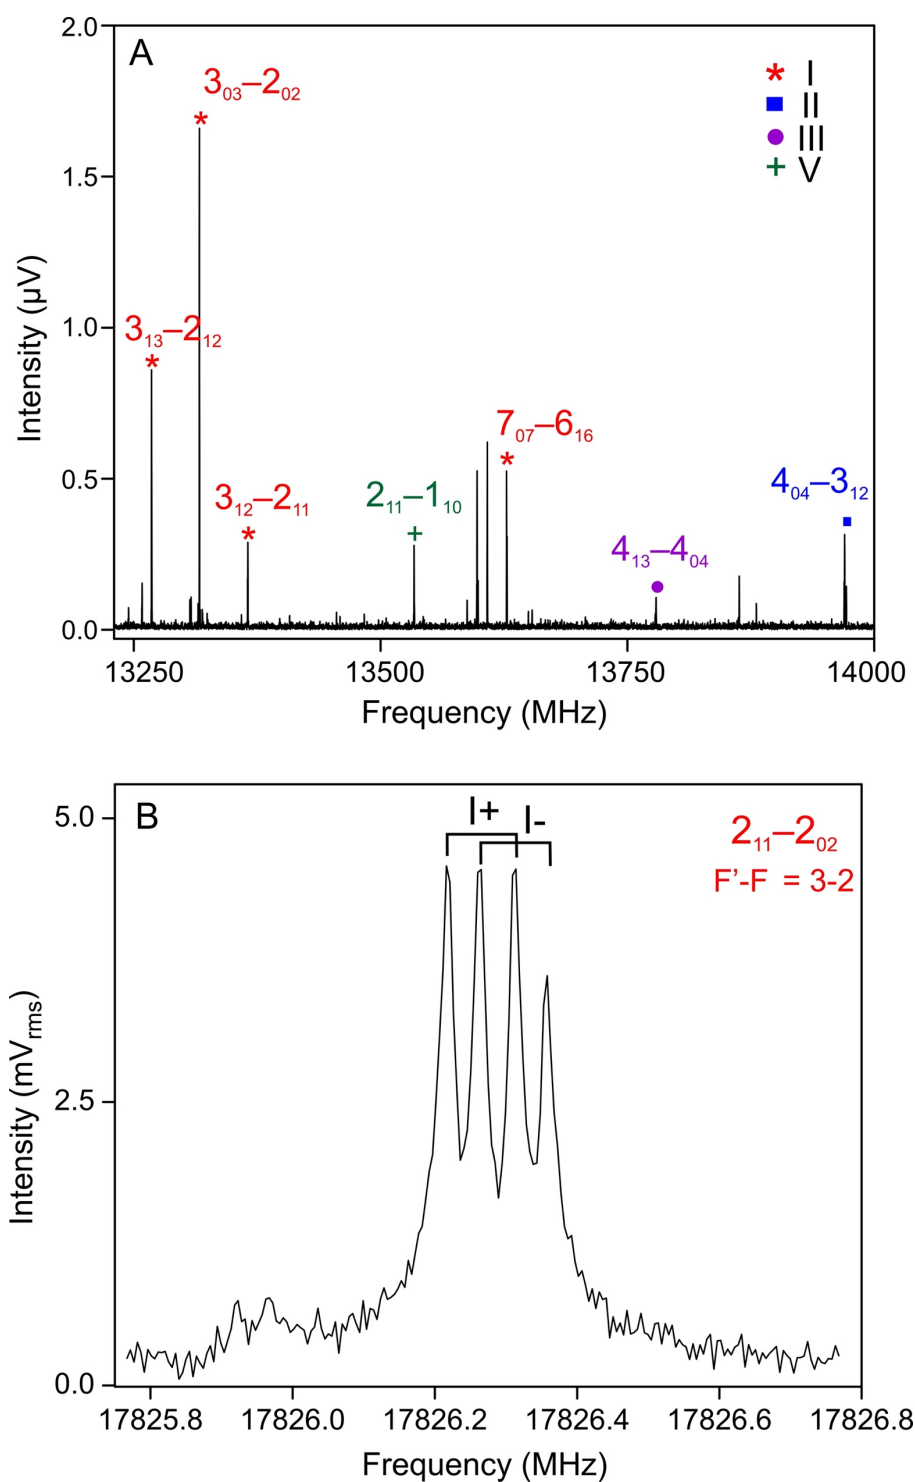 2.0
A
3₀₃–2₀₂
* I
■ II
● III
+ V
1.5
Intensity (µV)
1.0
3₁₃–2₁₂
7₀₇–6₁₆
0.5
3₁₂–2₁₁
2₁₁–1₁₀
4₀₄–3₁₂
4₁₃–4₀₄
0.0
13250 13500 13750 14000
Frequency (MHz)
5.0
B
I+
I-
2₁₁–2₀₂
F’-F = 3-2
Intensity (mVrms)
2.5
0.0
17825.8 17826.0 17826.2 17826.4 17826.6 17826.8
Frequency (MHz)